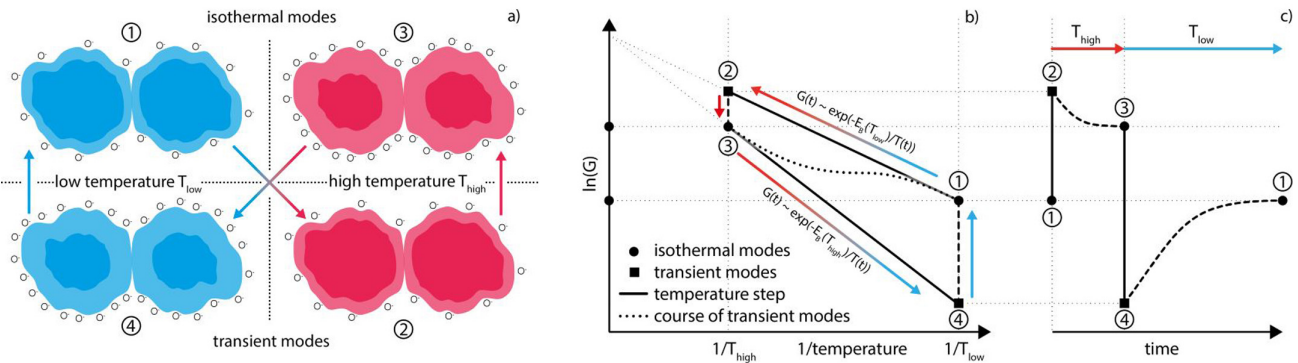 isothermal modes
a)
①
③
O⁻
low temperature T_low
high temperature T_high
④
②
transient modes
b)
ln(G)
②
③
①
④
G(t) ~ exp(-E_B(T_low)/T(t))
G(t) ~ exp(-E_B(T_high)/T(t))
isothermal modes
transient modes
temperature step
course of transient modes
1/T_high
1/temperature
1/T_low
c)
T_high
T_low
②
③
①
①
④
time